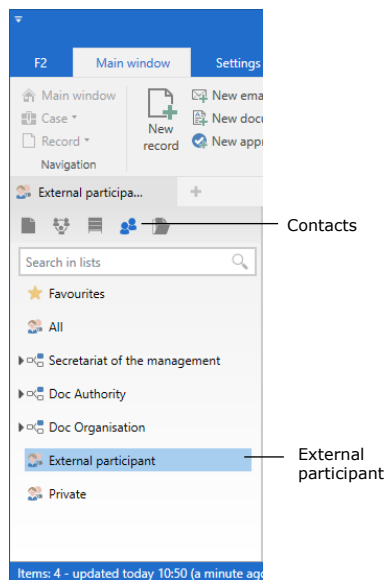 F2 Main window Settings
Main window
Case
Record
Navigation
New
record
New ema
New docu
New appr
External participa... +
Contacts
Search in lists
Favourites
All
Secretariat of the management
Doc Authority
Doc Organisation
External participant
External
participant
Private
Items: 4 - updated today 10:50 (a minute ago